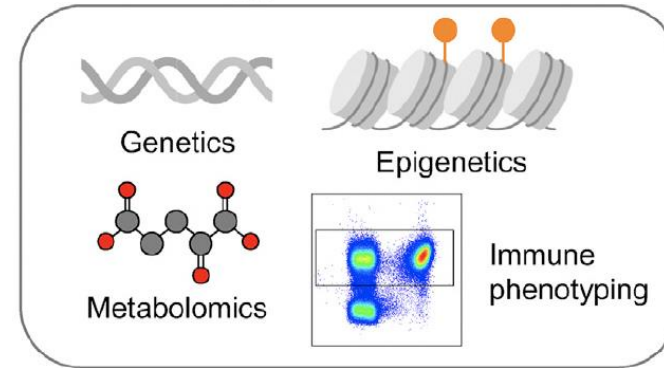 Genetics
Epigenetics
Metabolomics
Immune
phenotyping